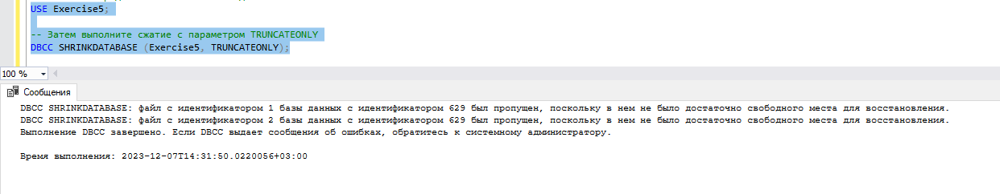 USE Exercise5;
-- Затем выполните сжатие с параметром TRUNCATEONLY
DBCC SHRINKDATABASE (Exercise5, TRUNCATEONLY);
100 %
Сообщения
DBCC SHRINKDATABASE: файл с идентификатором 1 базы данных с идентификатором 629 был пропущен, поскольку в нем не было достаточно свободного места для восстановления.
DBCC SHRINKDATABASE: файл с идентификатором 2 базы данных с идентификатором 629 был пропущен, поскольку в нем не было достаточно свободного места для восстановления.
Выполнение DBCC завершено. Если DBCC выдает сообщения об ошибках, обратитесь к системному администратору.
Время выполнения: 2023-12-07T14:31:50.0220056+03:00